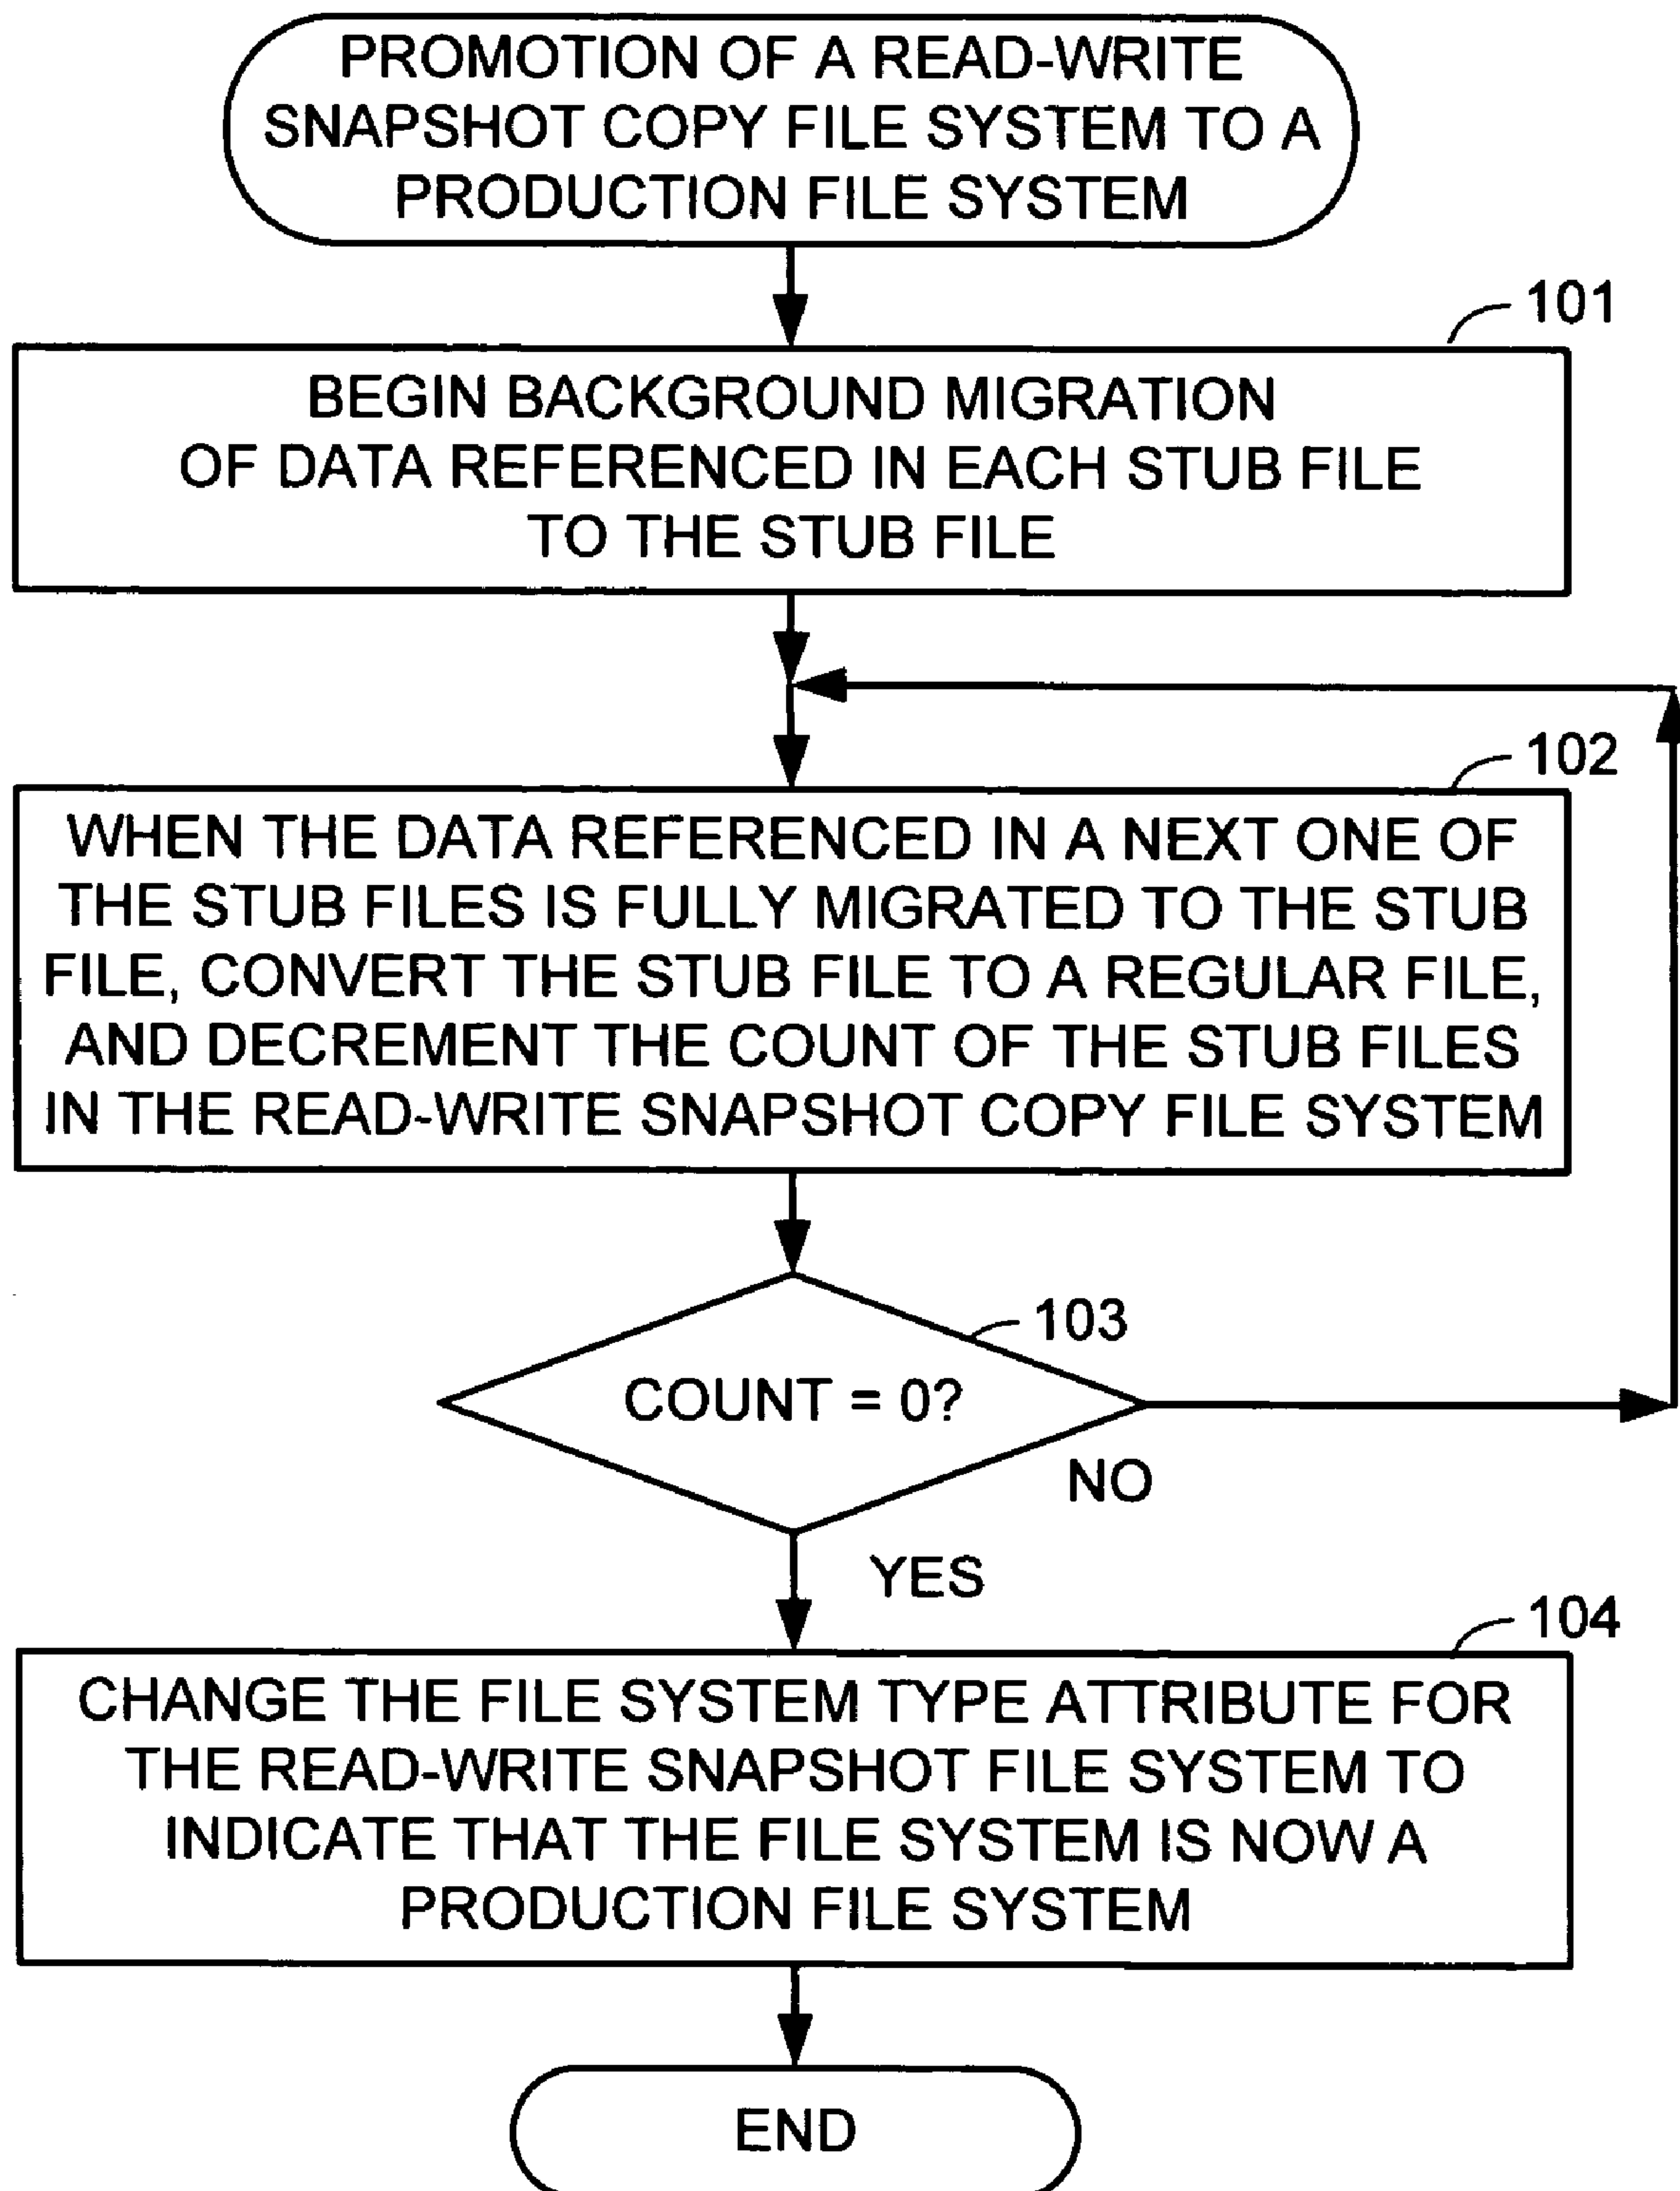 PROMOTION OF A READ-WRITE
SNAPSHOT COPY FILE SYSTEM TO A
PRODUCTION FILE SYSTEM
101
BEGIN BACKGROUND MIGRATION
OF DATA REFERENCED IN EACH STUB FILE
TO THE STUB FILE
102
WHEN THE DATA REFERENCED IN A NEXT ONE OF
THE STUB FILES IS FULLY MIGRATED TO THE STUB
FILE, CONVERT THE STUB FILE TO A REGULAR FILE,
AND DECREMENT THE COUNT OF THE STUB FILES
IN THE READ-WRITE SNAPSHOT COPY FILE SYSTEM
103
COUNT = 0?
NO
YES
104
CHANGE THE FILE SYSTEM TYPE ATTRIBUTE FOR
THE READ-WRITE SNAPSHOT FILE SYSTEM TO
INDICATE THAT THE FILE SYSTEM IS NOW A
PRODUCTION FILE SYSTEM
END